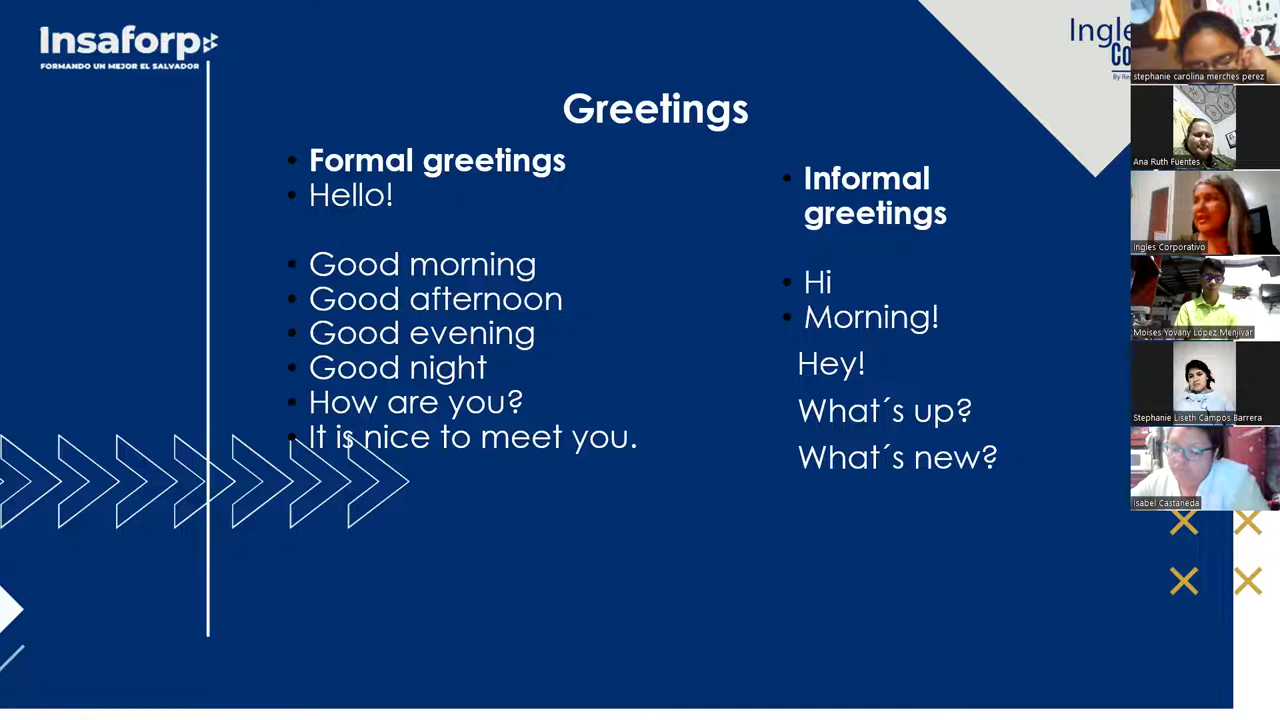 Insaforp
FORMANDO UN MEJOR EL SALVADOR
Greetings
Formal greetings
Hello!
Good morning
Good afternoon
Good evening
Good night
How are you?
It is nice to meet you.
Informal
greetings
Hi
Morning!
Hey!
What´s up?
What´s new?
stephanie carolina merches perez
Ana Ruth Fuentes
Ingles Corporativo
Moises Yovany López Menjivar
Stephanie Liseth Campos Barrera
Isabel Castaneda